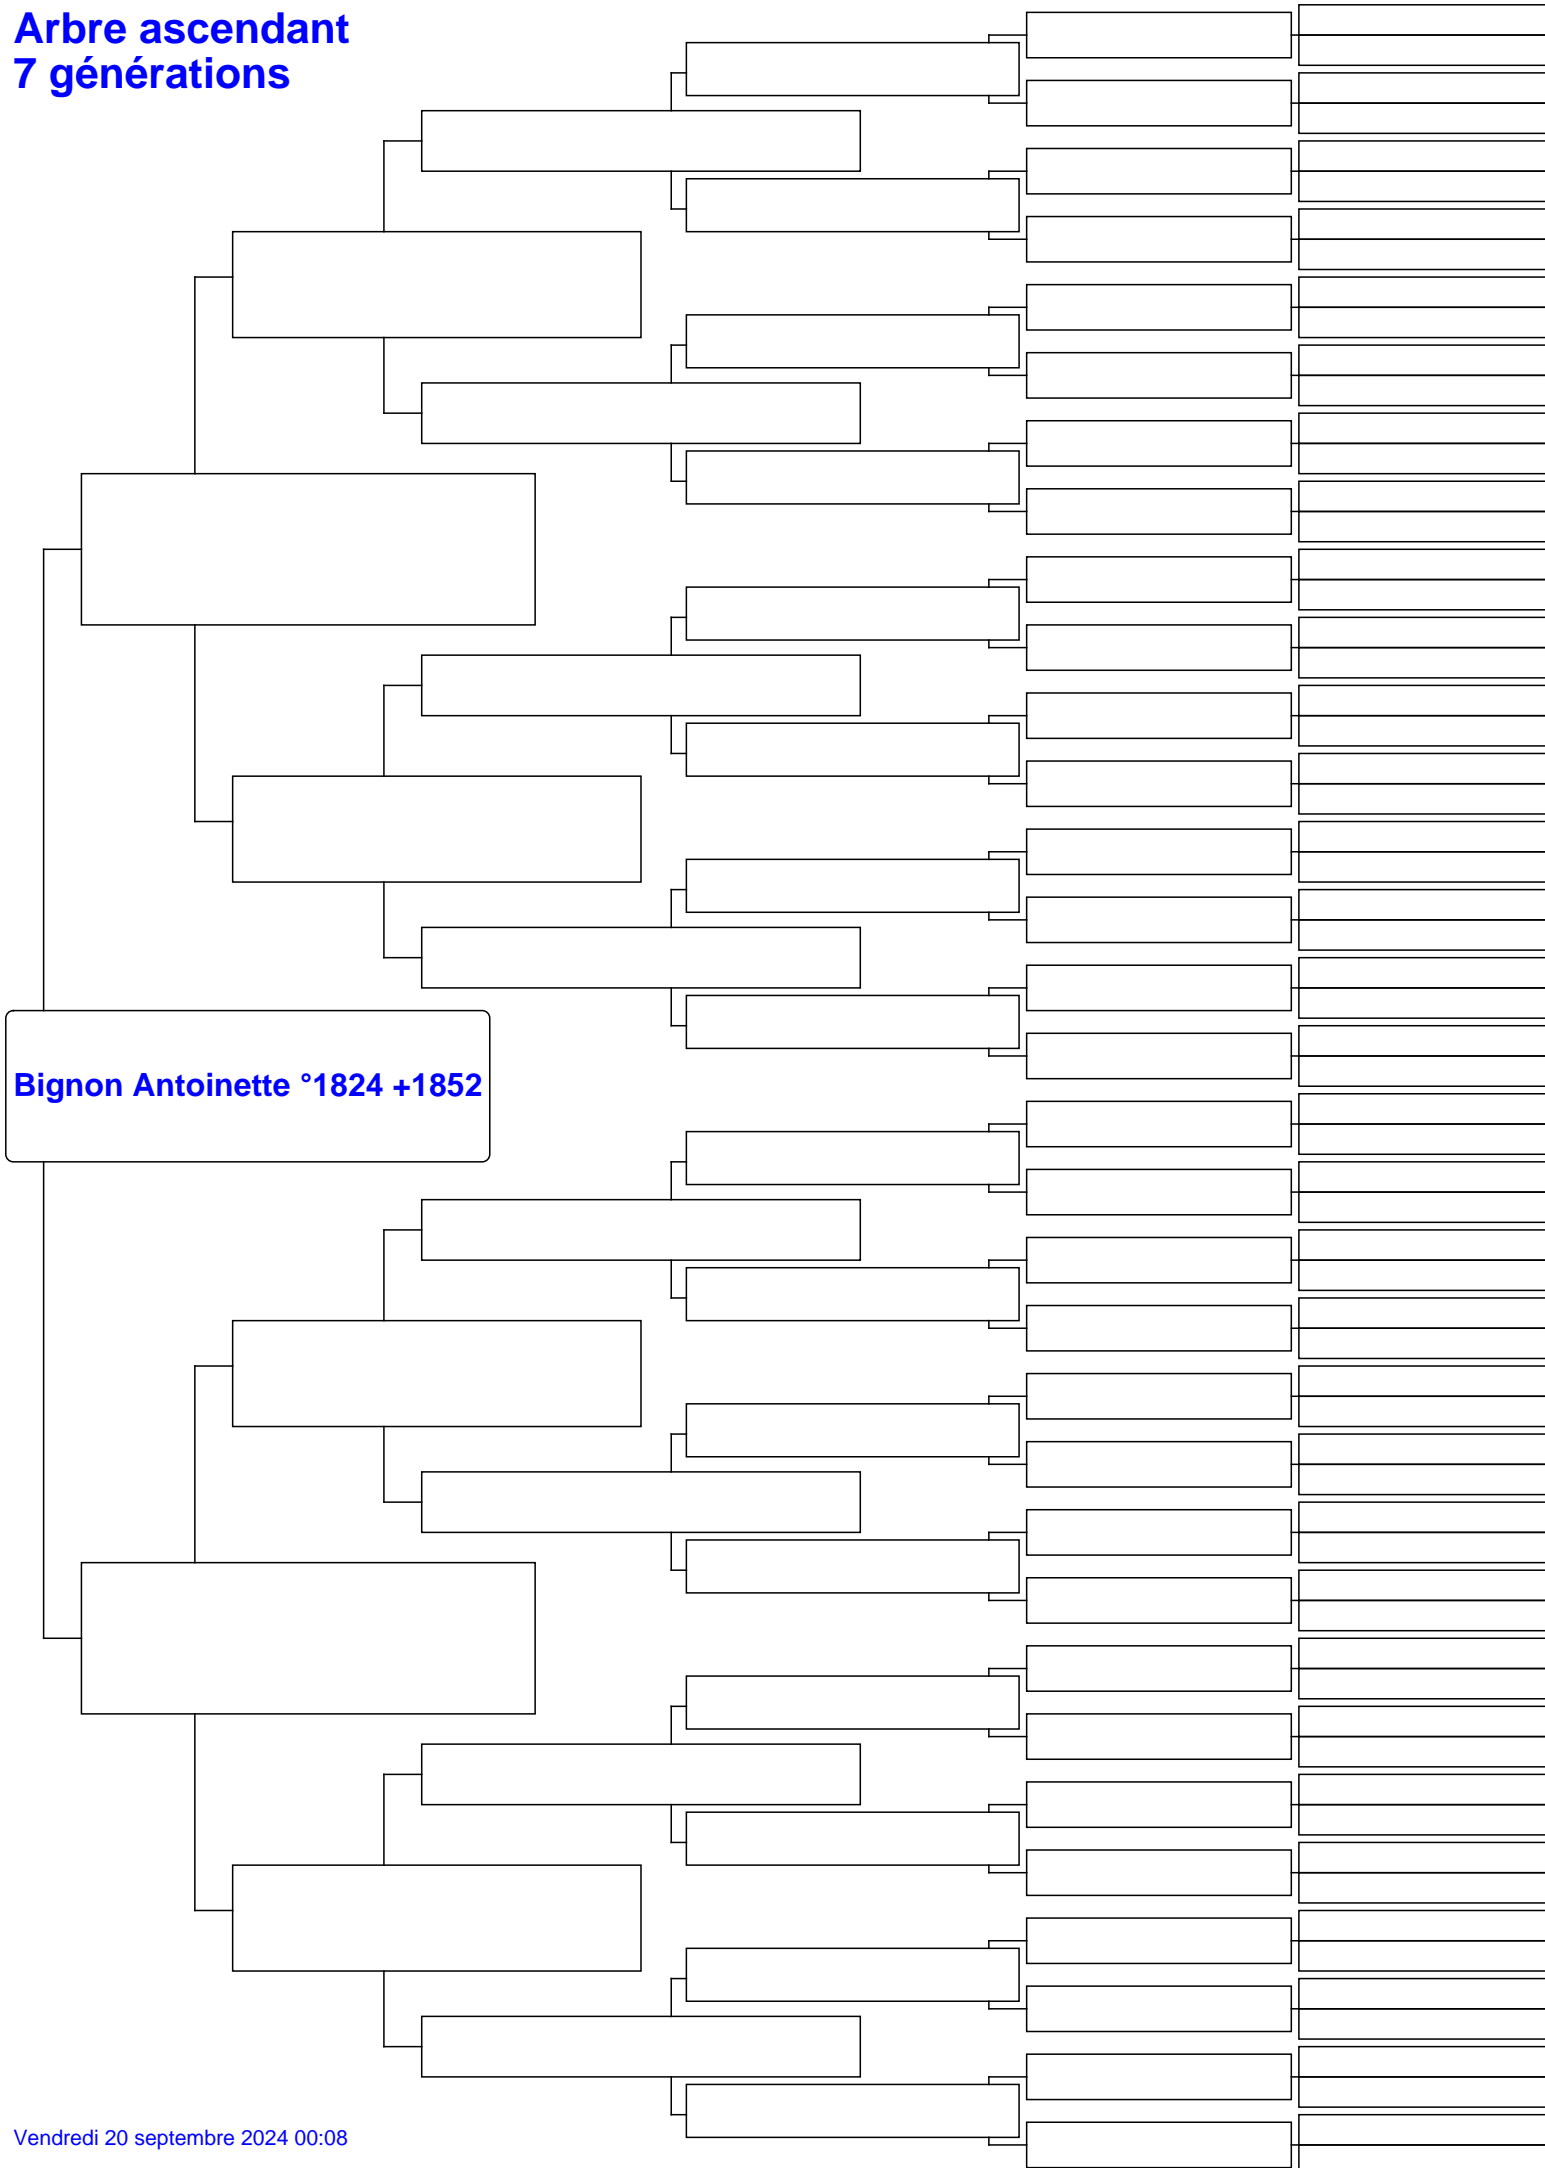 Arbre ascendant
7 générations
Bignon Antoinette °1824 +1852
Vendredi 20 septembre 2024 00:08